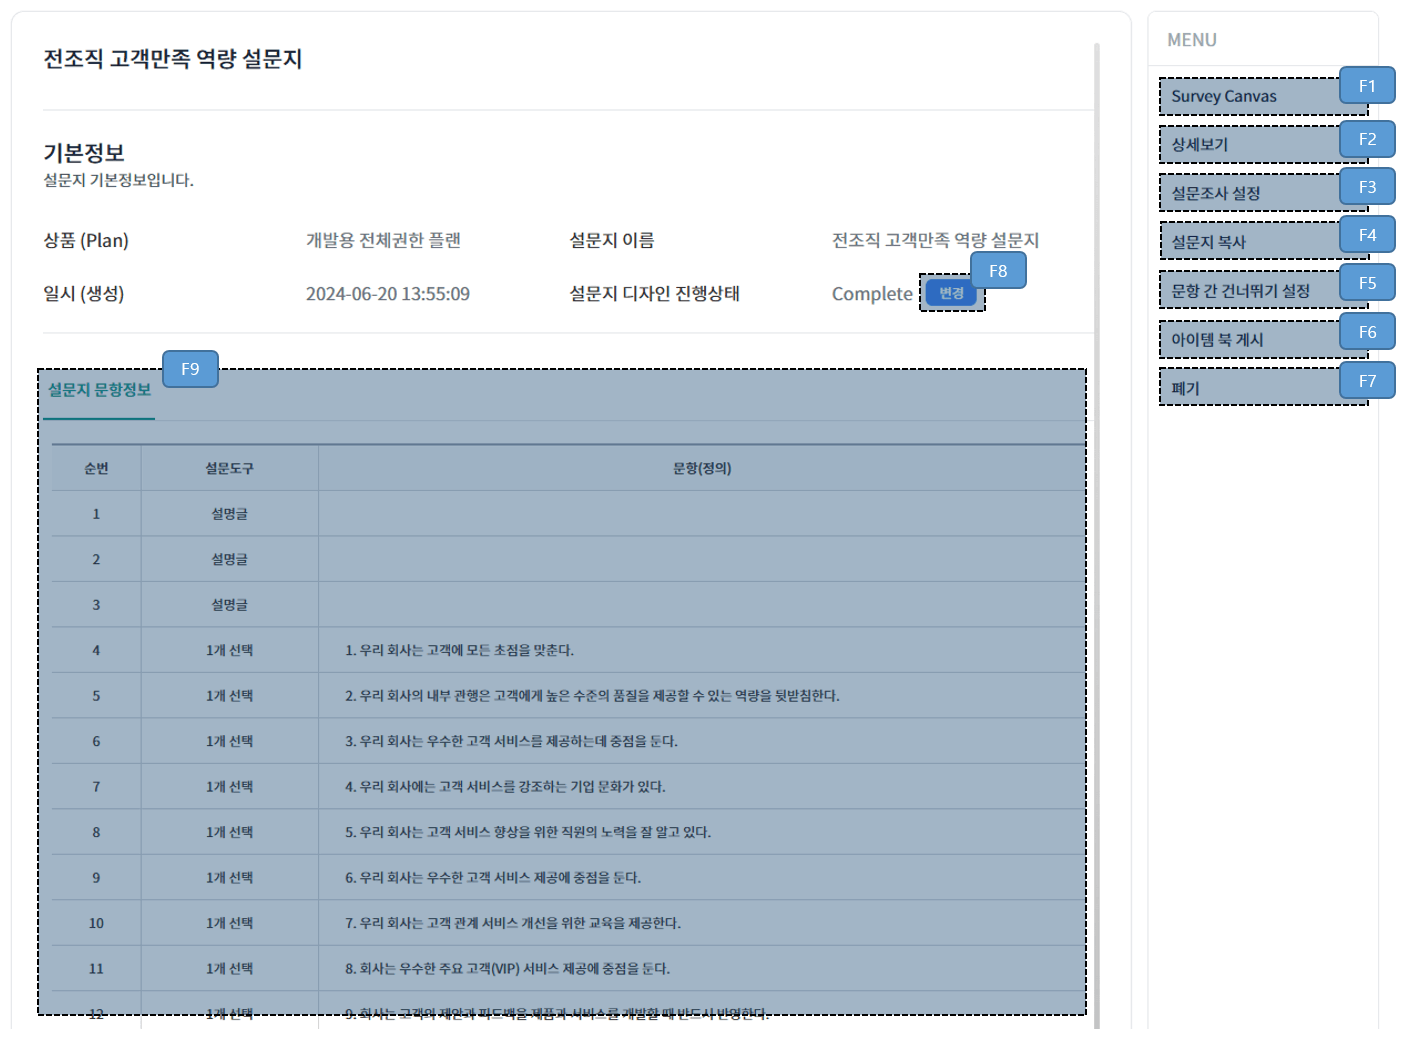 전조직 고객만족 역량 설문지
기본정보
설문지 기본정보입니다.
상품 (Plan) 개발용 전체권한 플랜 설문지 이름 전조직 고객만족 역량 설문지
F8
일시 (생성) 2024-06-20 13:55:09 설문지 디자인 진행상태 Complete 변경
F9
설문지 문항정보
순번 설문도구 문항(정의)
1 설명글
2 설명글
3 설명글
4 1개 선택 1. 우리 회사는 고객에 모든 초점을 맞춘다.
5 1개 선택 2. 우리 회사의 내부 관행은 고객에게 높은 수준의 품질을 제공할 수 있는 역량을 뒷받침한다.
6 1개 선택 3. 우리 회사는 우수한 고객 서비스를 제공하는데 중점을 둔다.
7 1개 선택 4. 우리 회사에는 고객 서비스를 강조하는 기업 문화가 있다.
8 1개 선택 5. 우리 회사는 고객 서비스 향상을 위한 직원의 노력을 잘 알고 있다.
9 1개 선택 6. 우리 회사는 우수한 고객 서비스 제공에 중점을 둔다.
10 1개 선택 7. 우리 회사는 고객 관계 서비스 개선을 위한 교육을 제공한다.
11 1개 선택 8. 회사는 우수한 주요 고객(VIP) 서비스 제공에 중점을 둔다.
12 1개 선택 9. 회사는 고객의 제안과 피드백을 제품과 서비스를 개발할 때 반드시 반영한다.
MENU
Survey Canvas F1
상세보기 F2
설문조사 설정 F3
설문지 복사 F4
문항 간 건너뛰기 설정 F5
아이템 북 게시 F6
폐기 F7